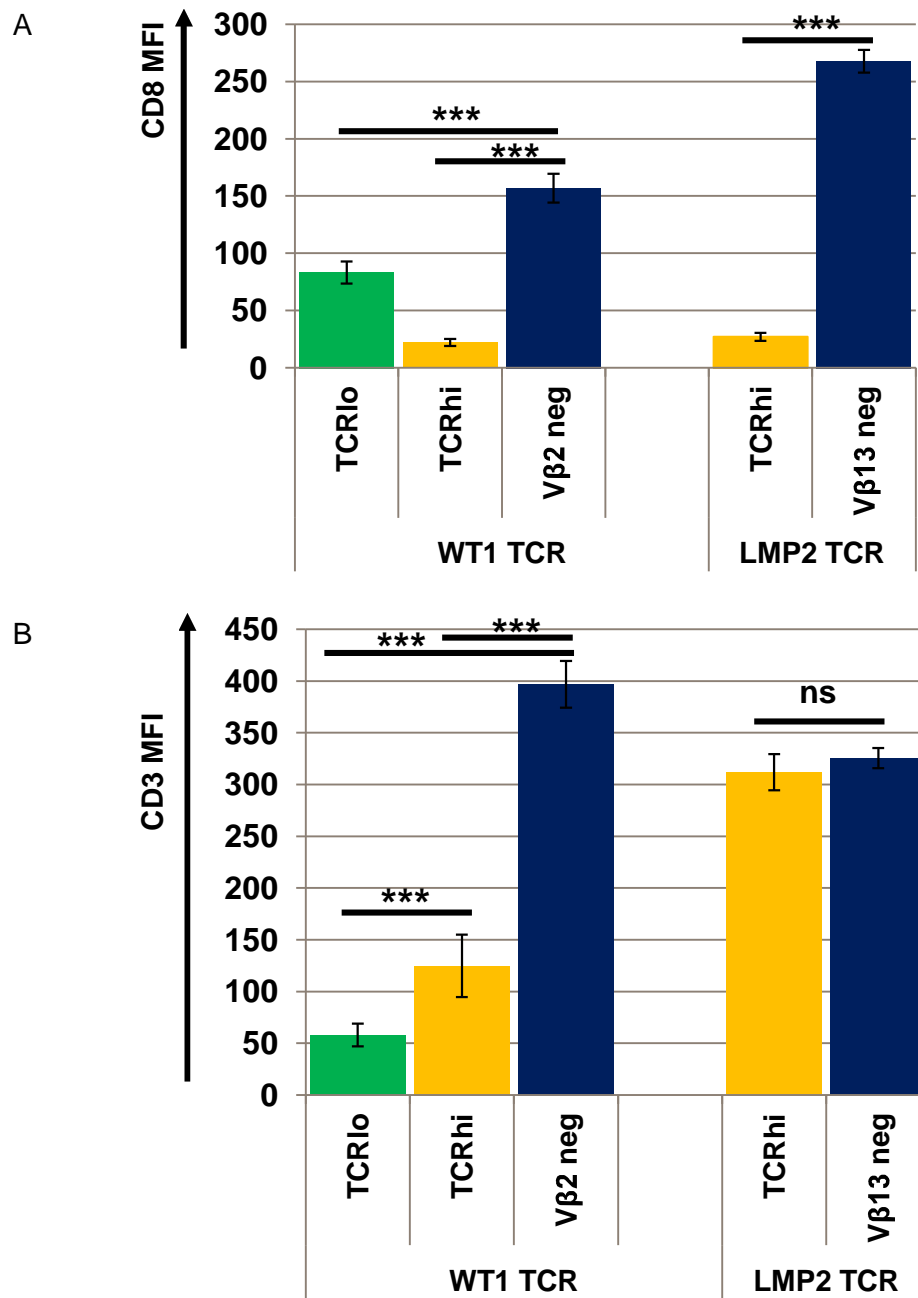 A
CD8 MFI
300
250
200
150
100
50
0
***
***
***
TCRlo
TCRhi
Vβ2 neg
TCRhi
Vβ13 neg
WT1 TCR
LMP2 TCR
B
CD3 MFI
450
400
350
300
250
200
150
100
50
0
***
***
***
ns
TCRlo
TCRhi
Vβ2 neg
TCRhi
Vβ13 neg
WT1 TCR
LMP2 TCR